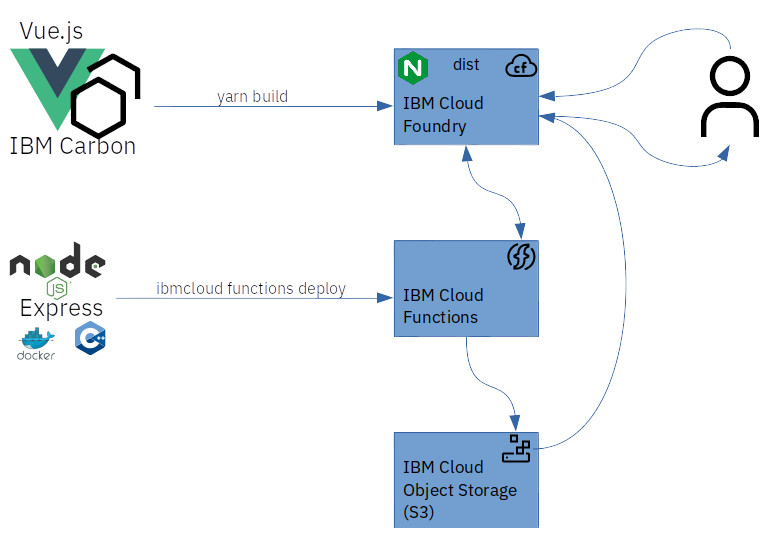 Vue.js
IBM Carbon
yarn build
N
dist
cf
IBM Cloud
Foundry
node
JS
Express
docker
C++
ibmcloud functions deploy
IBM Cloud
Functions
IBM Cloud
Object Storage
(S3)